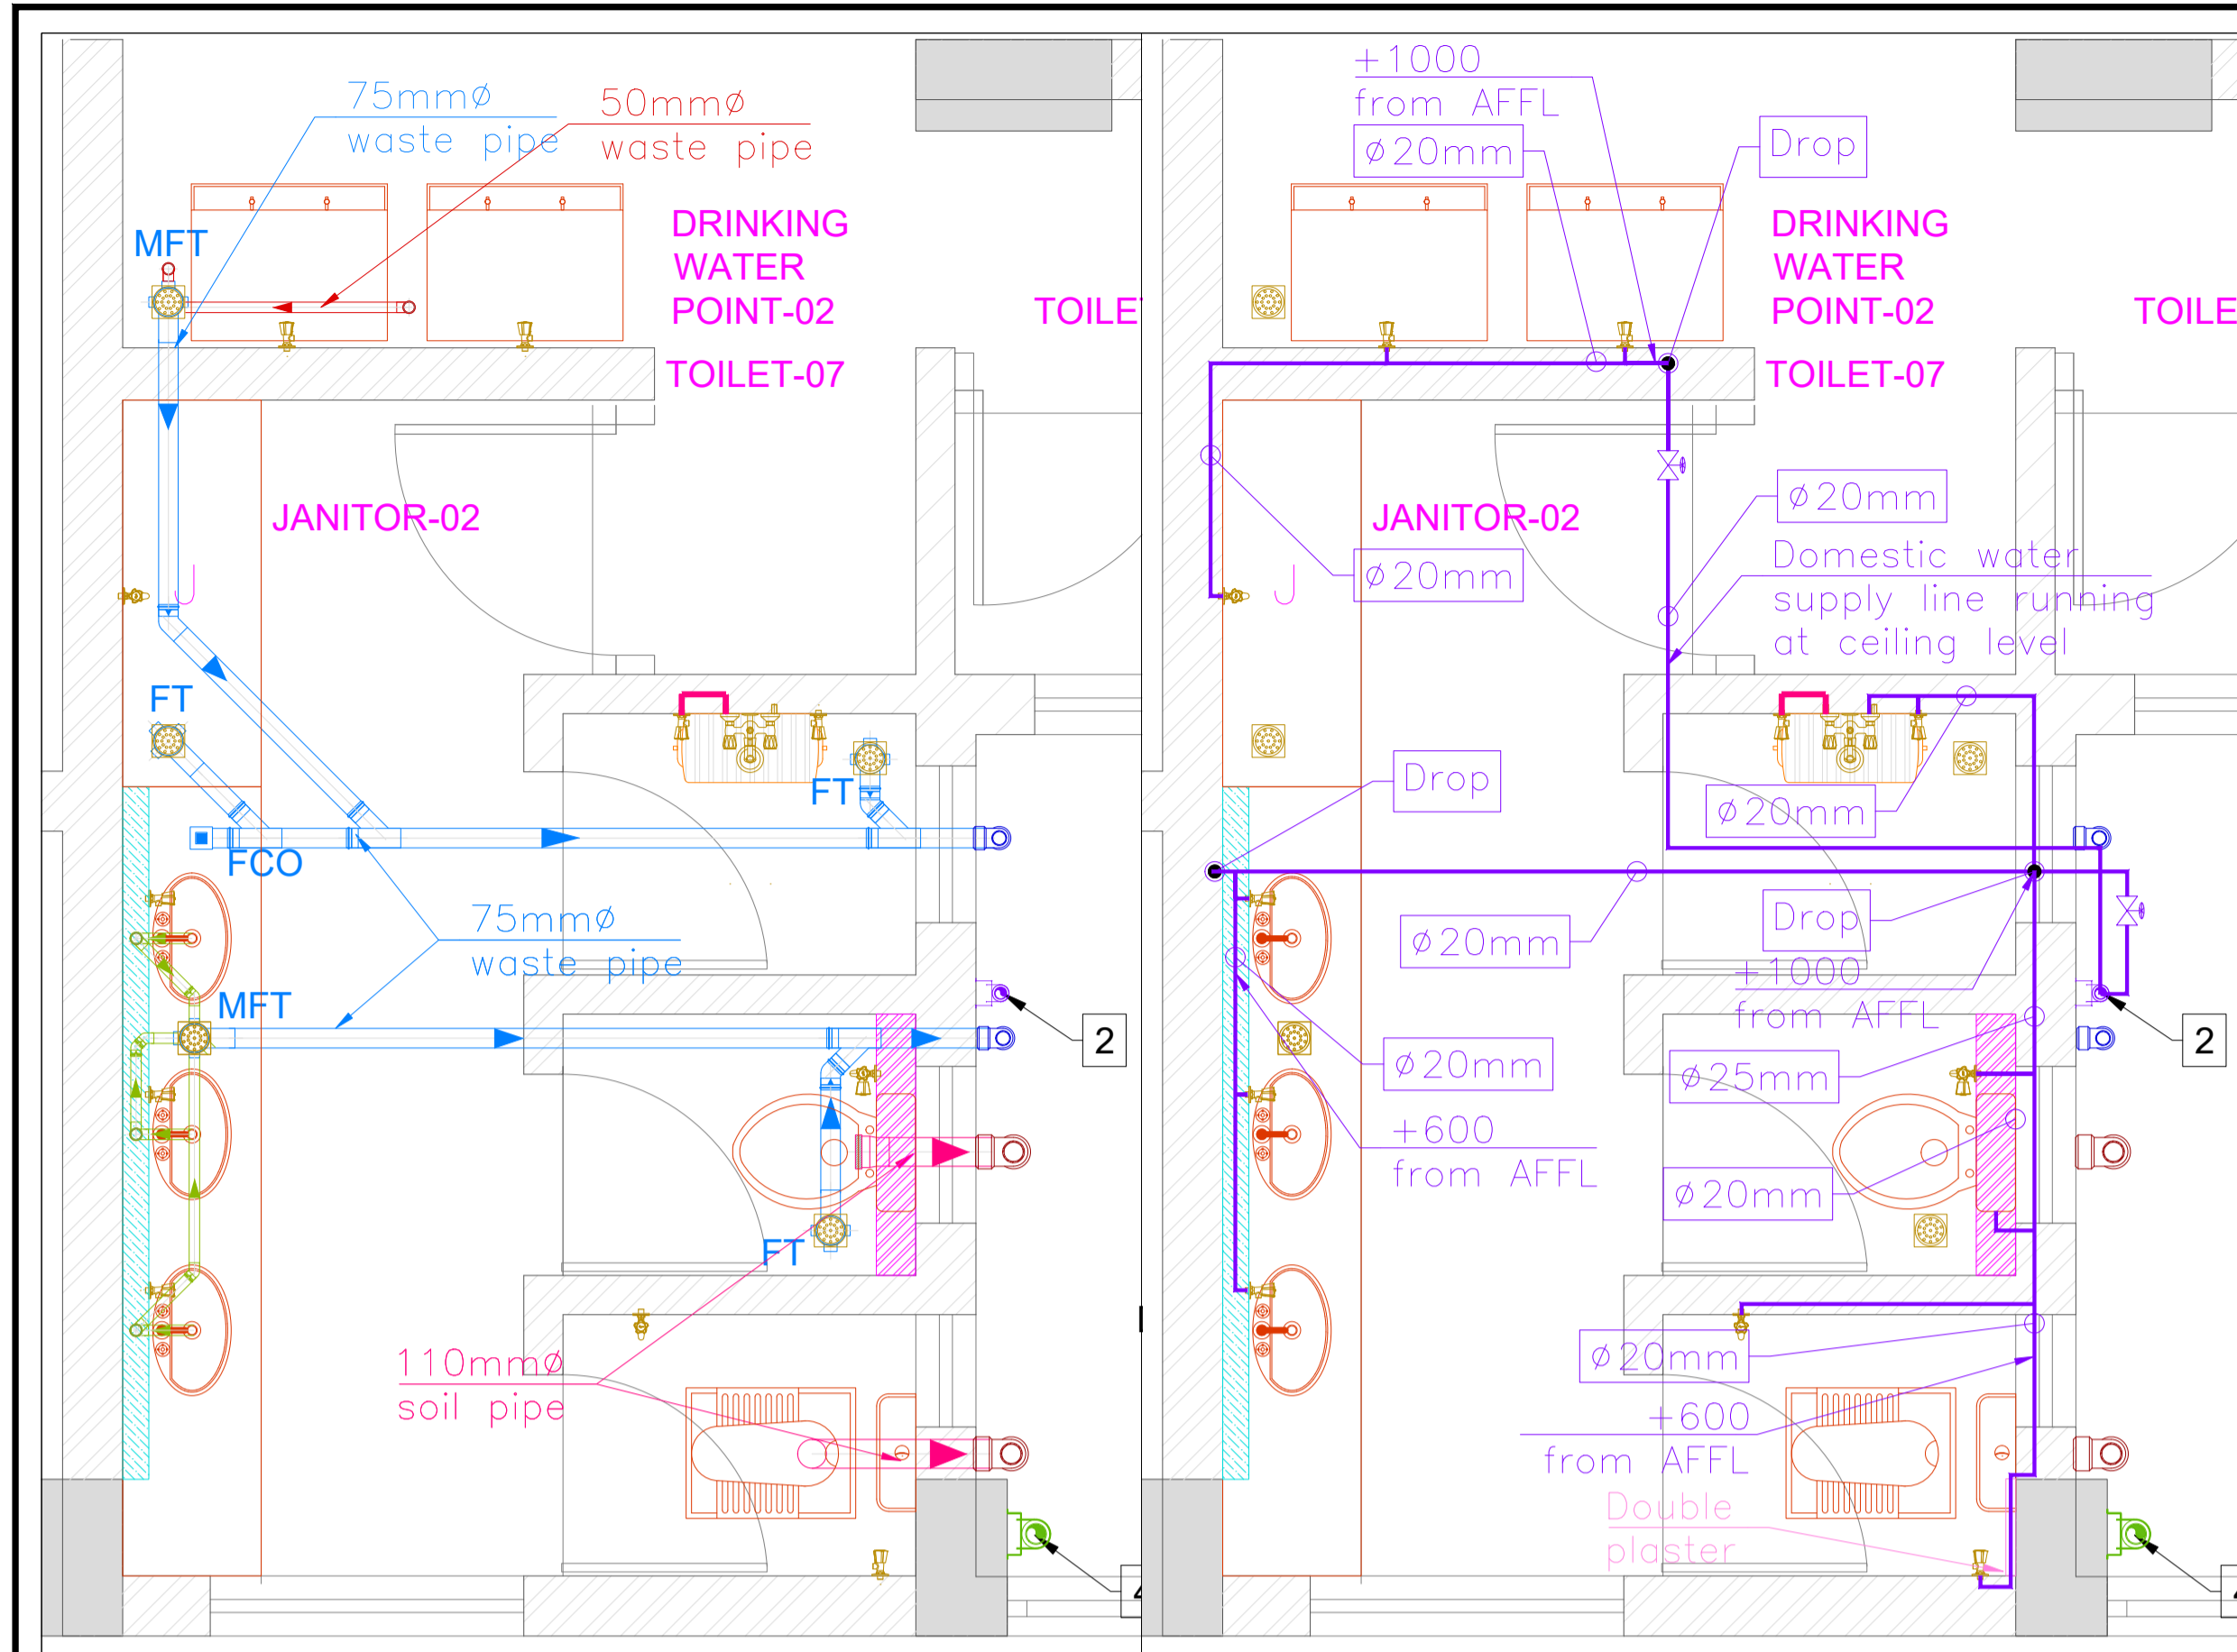 75mmø
waste pipe
50mmø
waste pipe
MFT
DRINKING
WATER
POINT-02
TOILET-07
JANITOR-02
J
FT
FT
FCO
75mmø
waste pipe
MFT
2
FT
110mmø
soil pipe
+1000
from AFFL
ø20mm
Drop
DRINKING
WATER
POINT-02
TOILET-07
ø20mm
JANITOR-02
ø20mm
J
Domestic water
supply line running
at ceiling level
Drop
ø20mm
ø20mm
Drop
+1000
from AFFL
2
ø20mm
ø25mm
+600
from AFFL
ø20mm
ø20mm
+600
from AFFL
Double
plaster